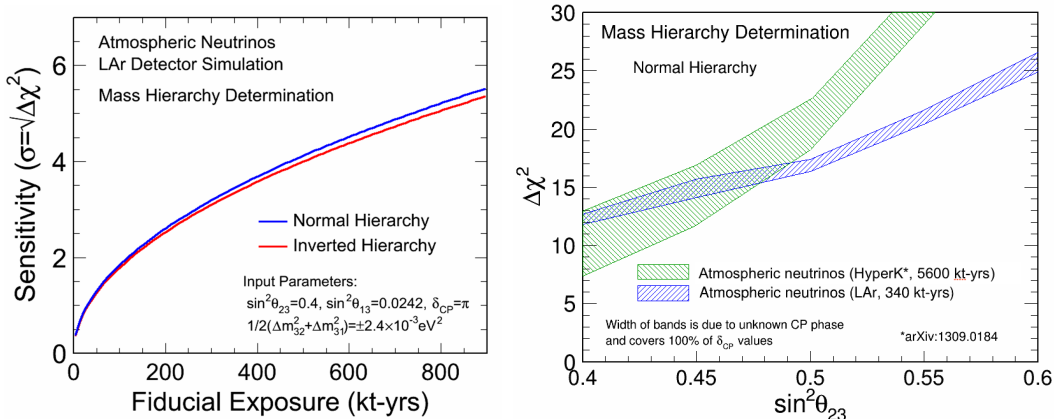 Atmospheric Neutrinos
LAr Detector Simulation
Mass Hierarchy Determination
Sensitivity (σ=√Δχ²)
6
4
2
0
Normal Hierarchy
Inverted Hierarchy
Input Parameters:
sin²θ₂₃=0.4, sin²θ₁₃=0.0242, δ_CP=π
1/2(Δm²₃₂+Δm²₃₁)=±2.4×10⁻³eV²
0 200 400 600 800
Fiducial Exposure (kt-yrs)
Mass Hierarchy Determination
Normal Hierarchy
Δχ²
30
25
20
15
10
5
0
Atmospheric neutrinos (HyperK*, 5600 kt-yrs)
Atmospheric neutrinos (LAr, 340 kt-yrs)
Width of bands is due to unknown CP phase
and covers 100% of δ_CP values
*arXiv:1309.0184
0.4 0.45 0.5 0.55 0.6
sin²θ₂₃